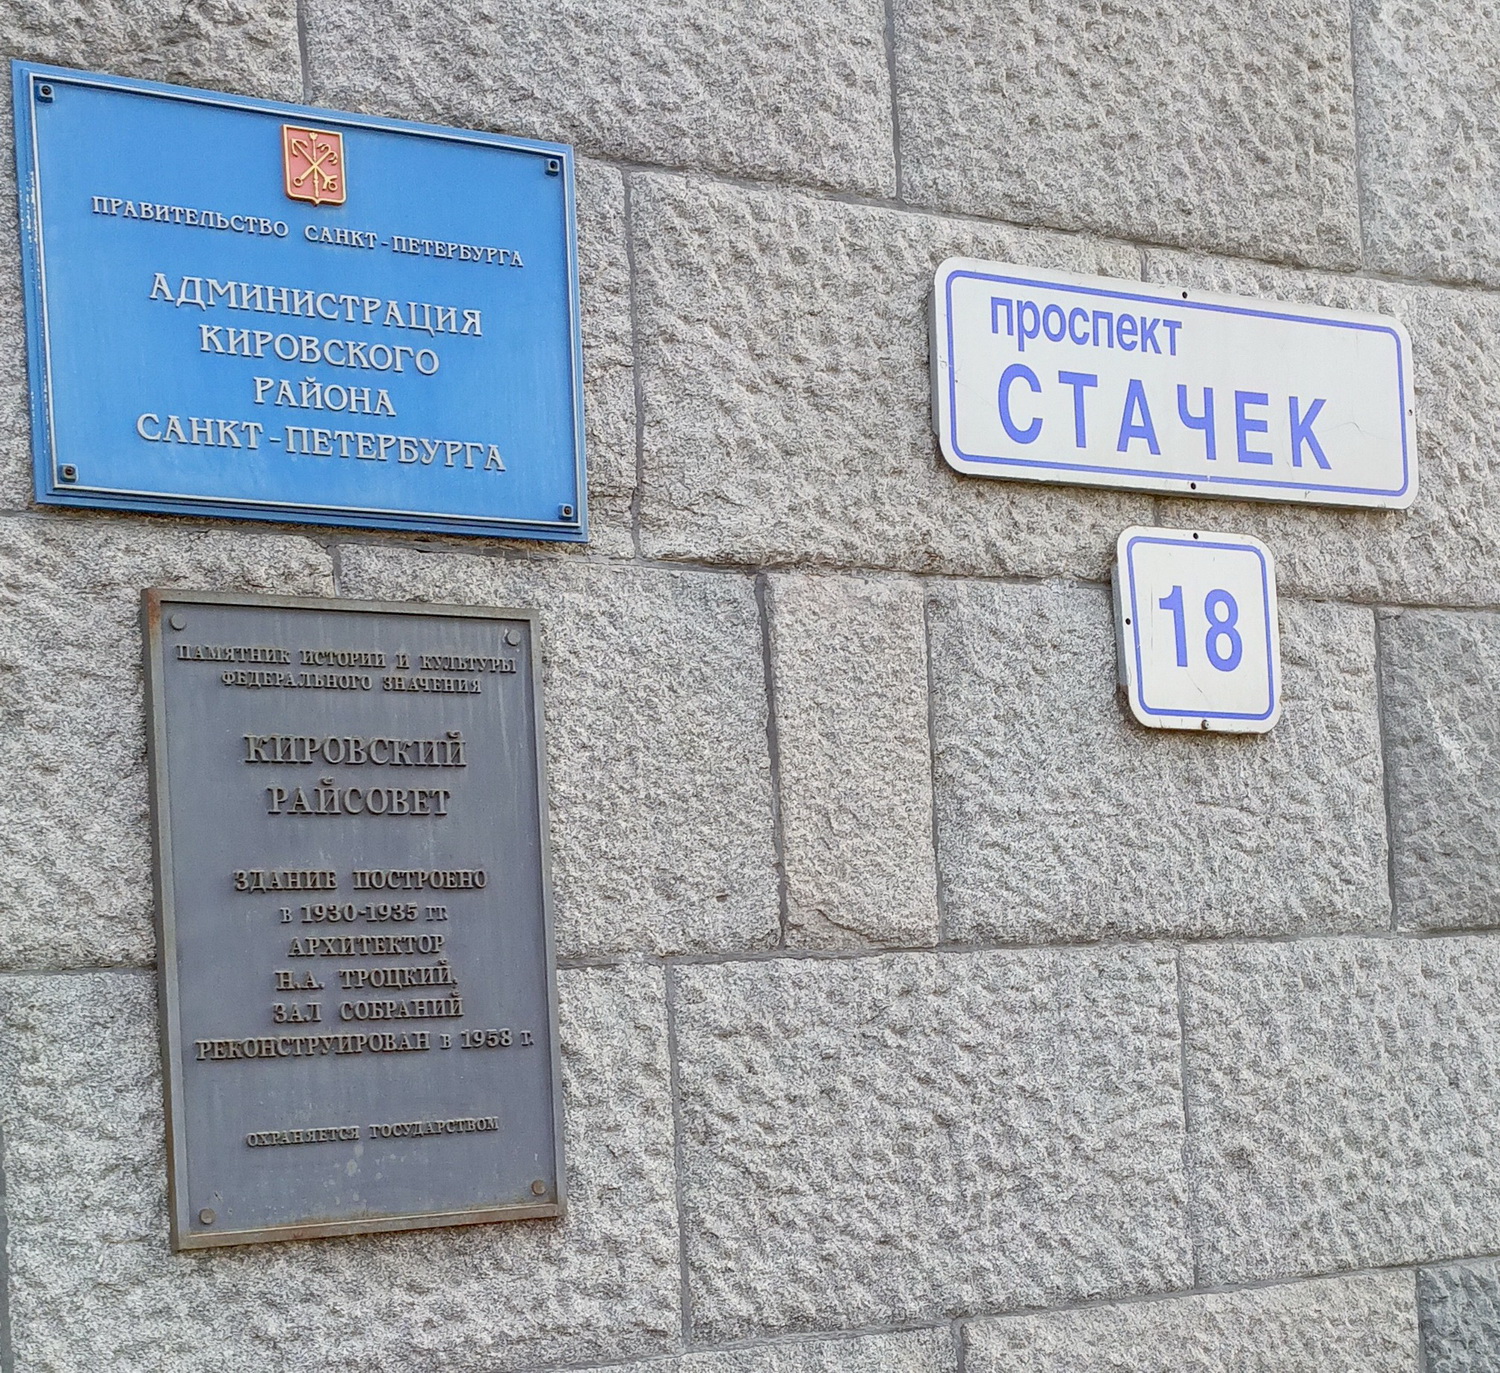 ПРАВИТЕЛЬСТВО САНКТ-ПЕТЕРБУРГА
АДМИНИСТРАЦИЯ
КИРОВСКОГО
РАЙОНА
САНКТ-ПЕТЕРБУРГА
проспект
СТАЧЕК
18
ПАМЯТНИК ИСТОРИИ И КУЛЬТУРЫ
ФЕДЕРАЛЬНОГО ЗНАЧЕНИЯ
КИРОВСКИЙ
РАЙСОВЕТ
ЗДАНИЕ ПОСТРОЕНО
В 1930-1935 ГГ.
АРХИТЕКТОР
Н.А. ТРОЦКИЙ,
ЗАЛ СОБРАНИЙ
РЕКОНСТРУИРОВАН В 1958 Г.
ОХРАНЯЕТСЯ ГОСУДАРСТВОМ